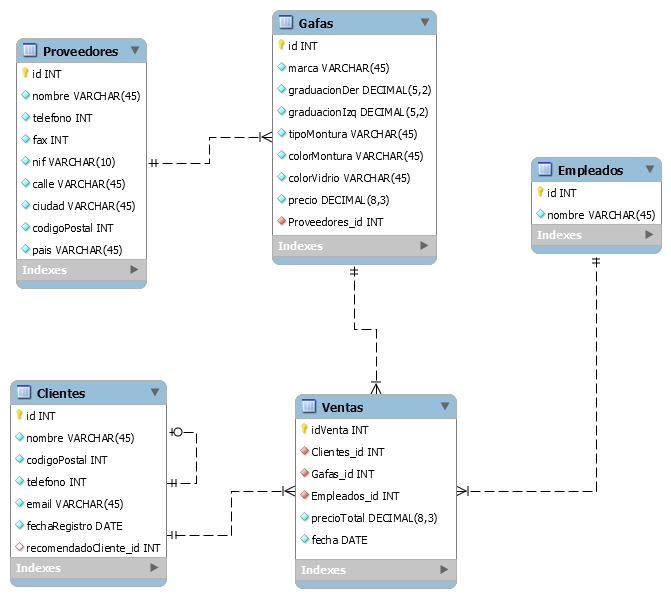 Proveedores
id INT
nombre VARCHAR(45)
telefono INT
fax INT
nif VARCHAR(10)
calle VARCHAR(45)
ciudad VARCHAR(45)
codigoPostal INT
pais VARCHAR(45)
Indexes
Gafas
id INT
marca VARCHAR(45)
graduacionDer DECIMAL(5,2)
graduacionIzq DECIMAL(5,2)
tipoMontura VARCHAR(45)
colorMontura VARCHAR(45)
colorVidrio VARCHAR(45)
precio DECIMAL(8,3)
Proveedores_id INT
Indexes
Empleados
id INT
nombre VARCHAR(45)
Indexes
Clientes
id INT
nombre VARCHAR(45)
codigoPostal INT
telefono INT
email VARCHAR(45)
fechaRegistro DATE
recomendadoCliente_id INT
Indexes
Ventas
idVenta INT
Clientes_id INT
Gafas_id INT
Empleados_id INT
precioTotal DECIMAL(8,3)
fecha DATE
Indexes